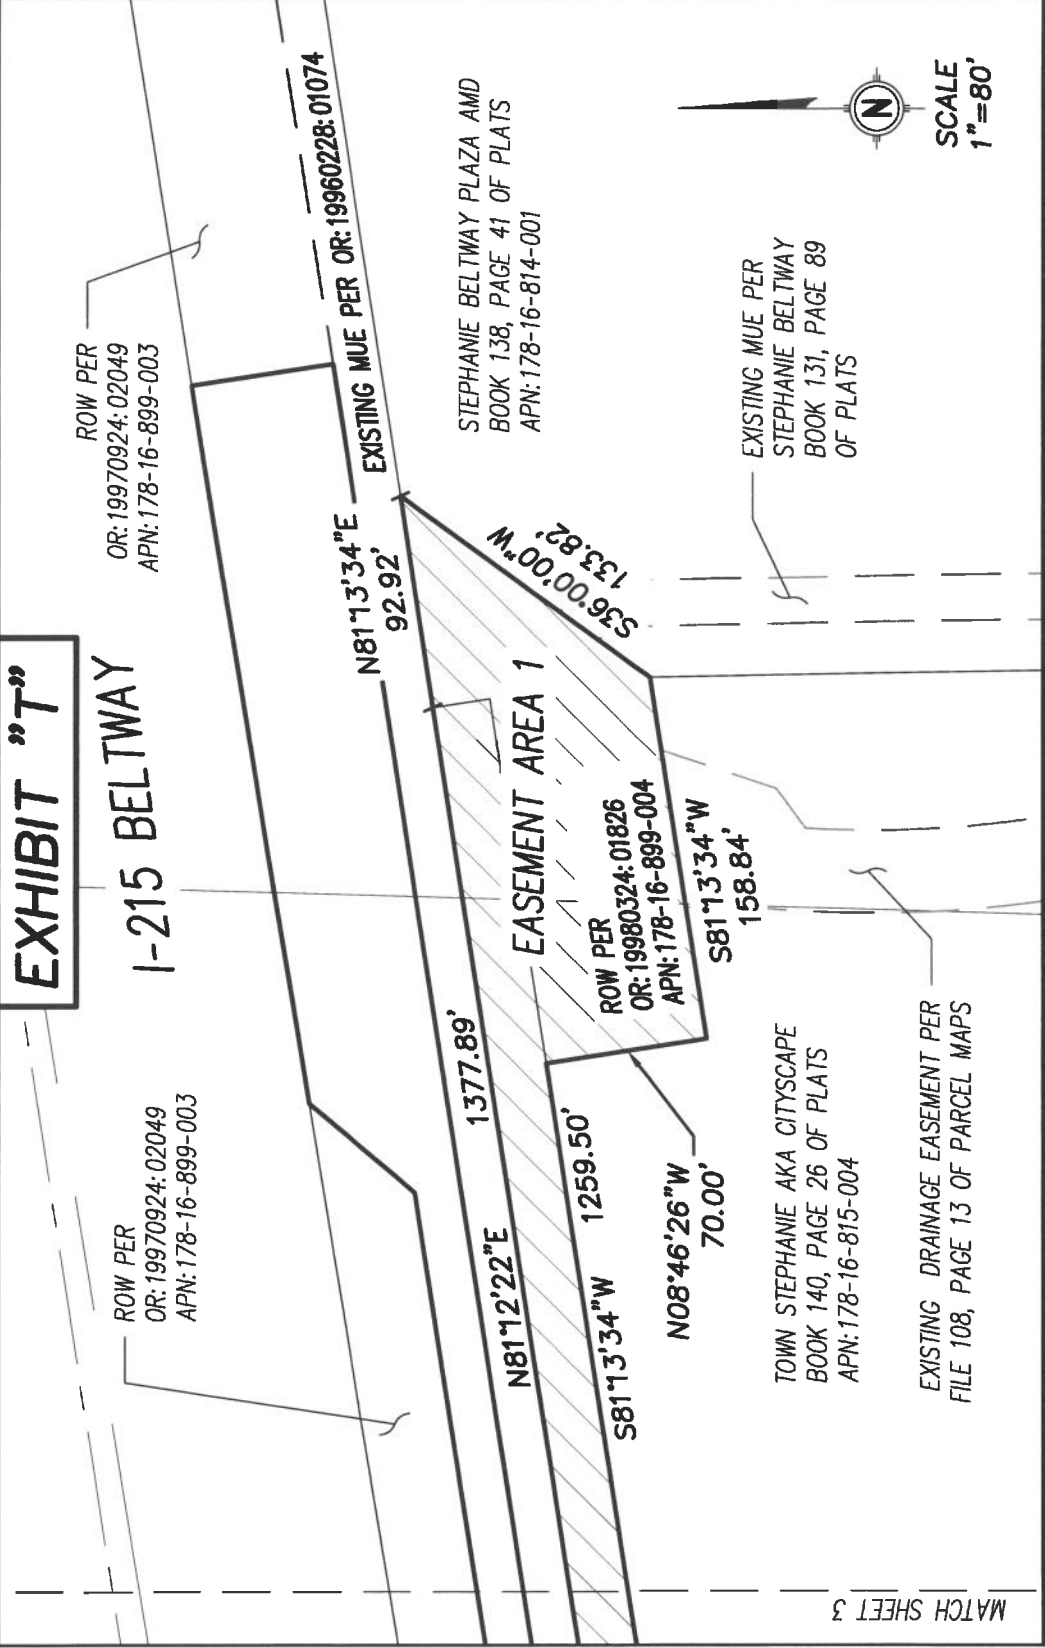 EXHIBIT "T"
I-215 BELTWAY
ROW PER
OR:19970924:02049
APN:178-16-899-003
ROW PER
OR:19970924:02049
APN:178-16-899-003
N81°13'34"E
92.92'
EXISTING MUE PER OR:19960228:01074
1377.89'
N81°12'22"E
EASEMENT AREA 1
S36°00'00"W
133.82'
STEPHANIE BELTWAY PLAZA AMD
BOOK 138, PAGE 41 OF PLATS
APN:178-16-814-001
ROW PER
OR:19980324:01826
APN:178-16-899-004
S81°13'34"W
1259.50'
S81°13'34"W
158.84'
N08°46'26"W
70.00'
EXISTING MUE PER
STEPHANIE BELTWAY
BOOK 131, PAGE 89
OF PLATS
TOWN STEPHANIE AKA CITYSCAPE
BOOK 140, PAGE 26 OF PLATS
APN:178-16-815-004
EXISTING DRAINAGE EASEMENT PER
FILE 108, PAGE 13 OF PARCEL MAPS
N
SCALE
1"=80'
MATCH SHEET 3